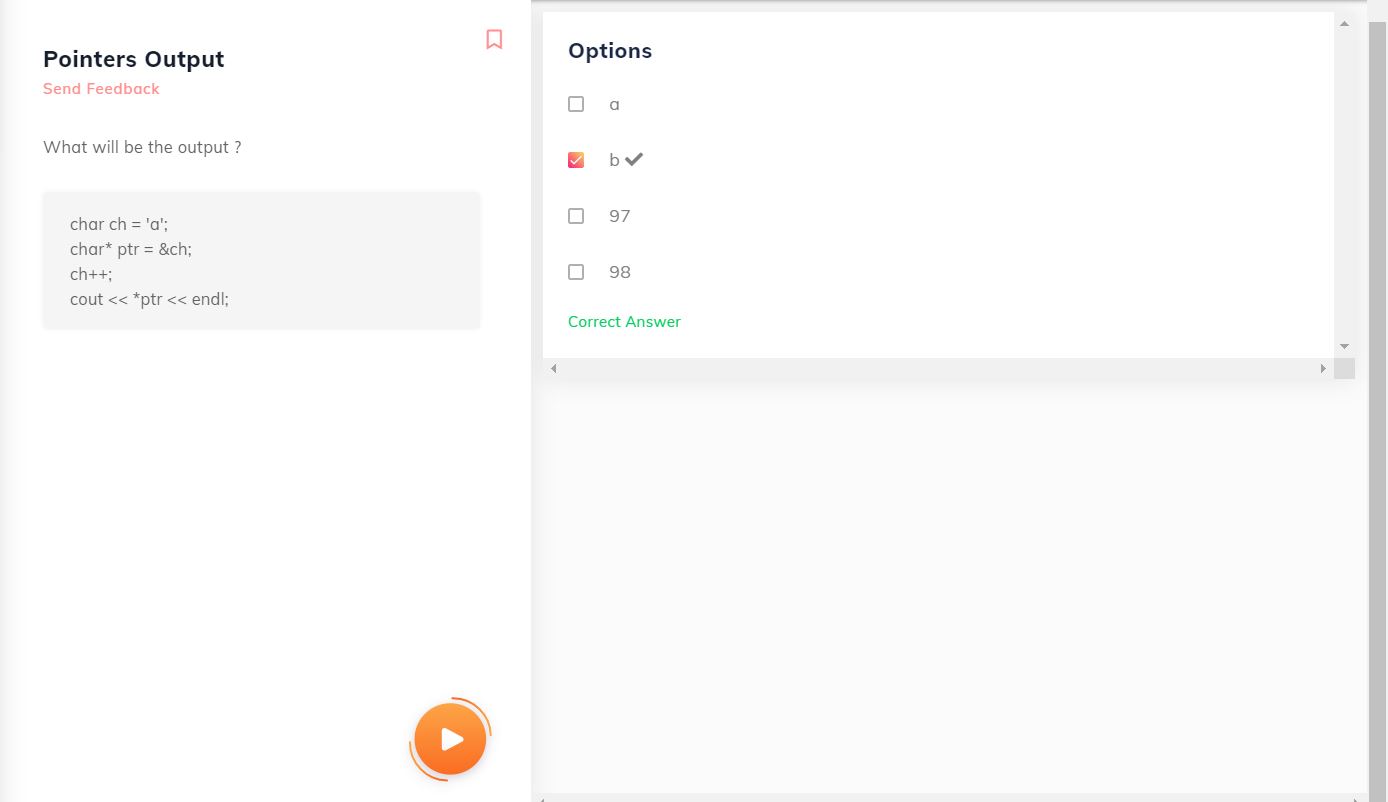 Pointers Output
Send Feedback
What will be the output ?
char ch = 'a';
char* ptr = &ch;
ch++;
cout << *ptr << endl;
Options
a
b
97
98
Correct Answer